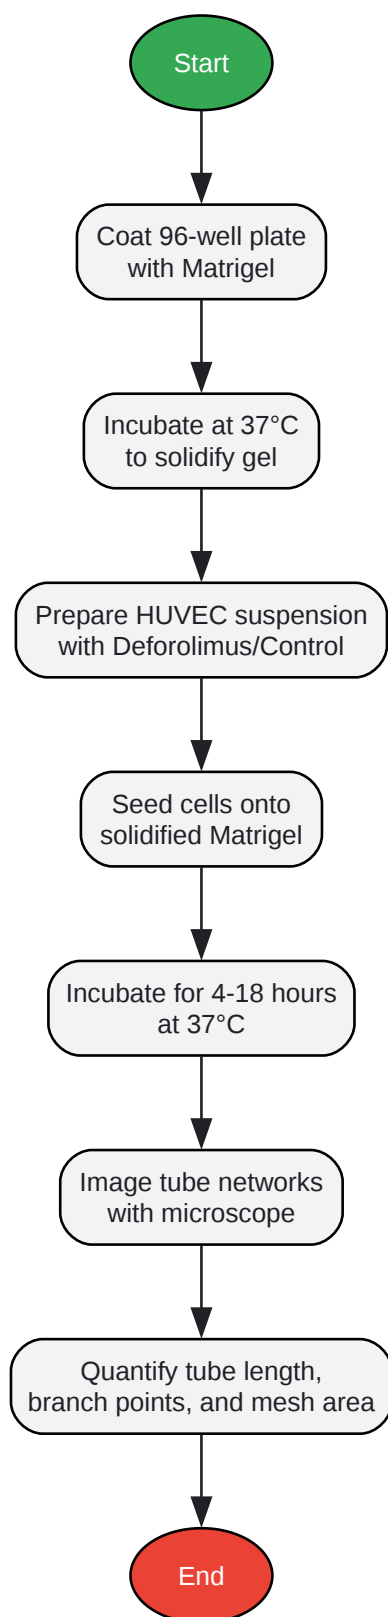 Start
Coat 96-well plate
with Matrigel
Incubate at 37°C
to solidify gel
Prepare HUVEC suspension
with Deforolimus/Control
Seed cells onto
solidified Matrigel
Incubate for 4-18 hours
at 37°C
Image tube networks
with microscope
Quantify tube length,
branch points, and mesh area
End